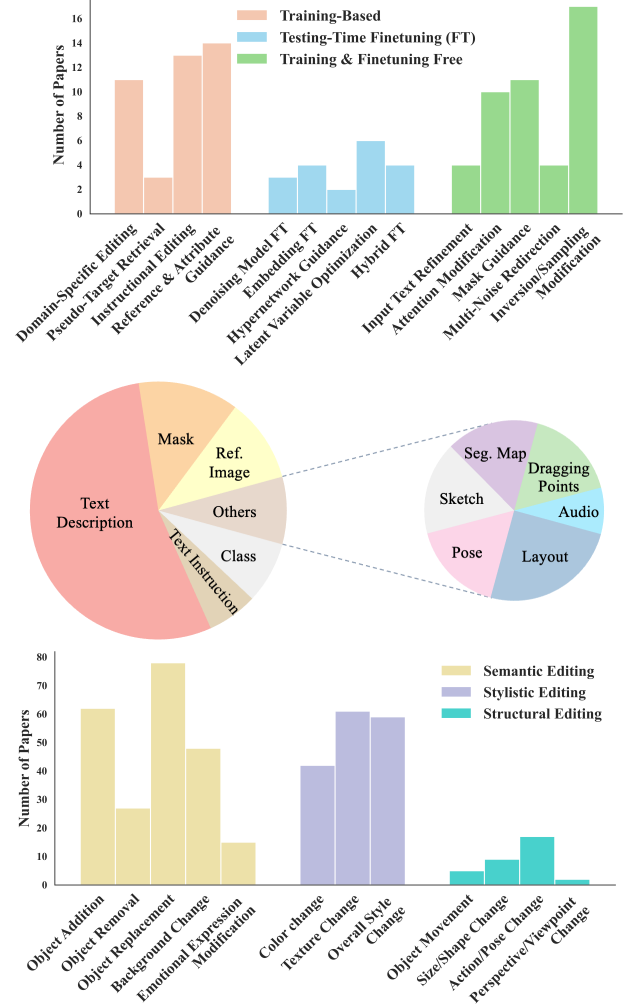 16
14
12
10
8
6
4
2
0
Number of Papers
Training-Based
Testing-Time Finetuning (FT)
Training & Finetuning Free
Domain-Specific Editing
Pseudo-Target Retrieval
Instructional Editing
Reference & Attribute
Guidance
Denoising Model FT
Embedding FT
Hypernetwork Guidance
Latent Variable Optimization
Hybrid FT
Input Text Refinement
Attention Modification
Mask Guidance
Multi-Noise Redirection
Inversion/Sampling
Modification
Mask
Ref.
Image
Text
Description
Others
Class
Text Instruction
Seg. Map
Dragging
Points
Sketch
Audio
Pose
Layout
80
70
60
50
40
30
20
10
0
Number of Papers
Semantic Editing
Stylistic Editing
Structural Editing
Object Addition
Object Removal
Object Replacement
Background Change
Emotional Expression
Modification
Color change
Texture Change
Overall Style
Change
Object Movement
Size/Shape Change
Action/Pose Change
Perspective/Viewpoint
Change